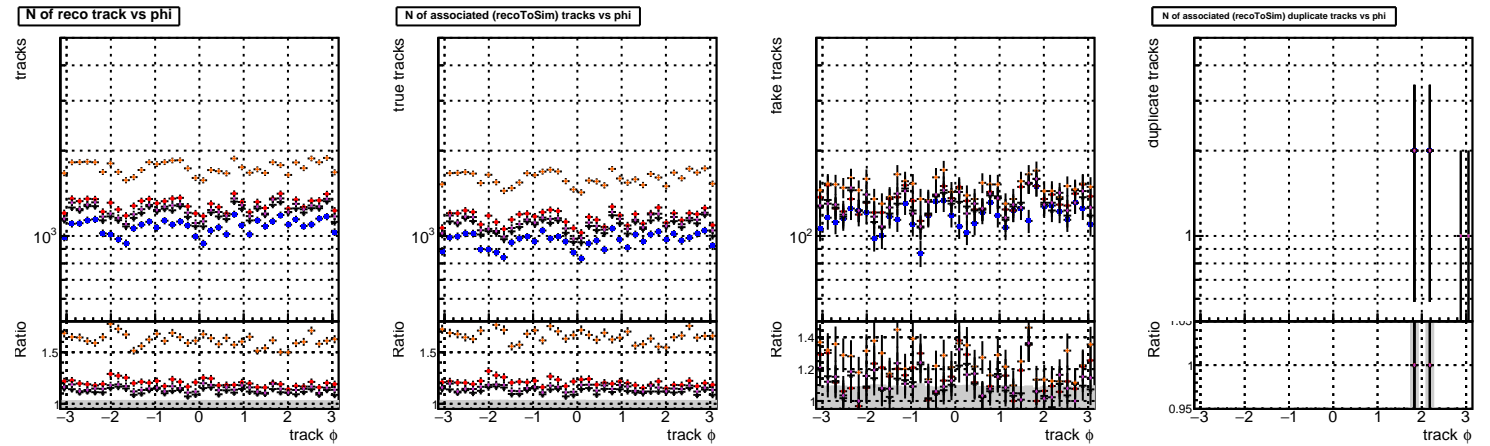 N of reco track vs phi
tracks
10³
Ratio
1.5
1
−3 −2 −1 0 1 2 3
track ϕ
N of associated (recoToSim) tracks vs phi
true tracks
10³
Ratio
1.5
1
−3 −2 −1 0 1 2 3
track ϕ
fake tracks
10²
Ratio
1.4
1.2
1
−3 −2 −1 0 1 2 3
track ϕ
N of associated (recoToSim) duplicate tracks vs phi
duplicate tracks
1
Ratio
1.05
1
0.95
−3 −2 −1 0 1 2 3
track ϕ